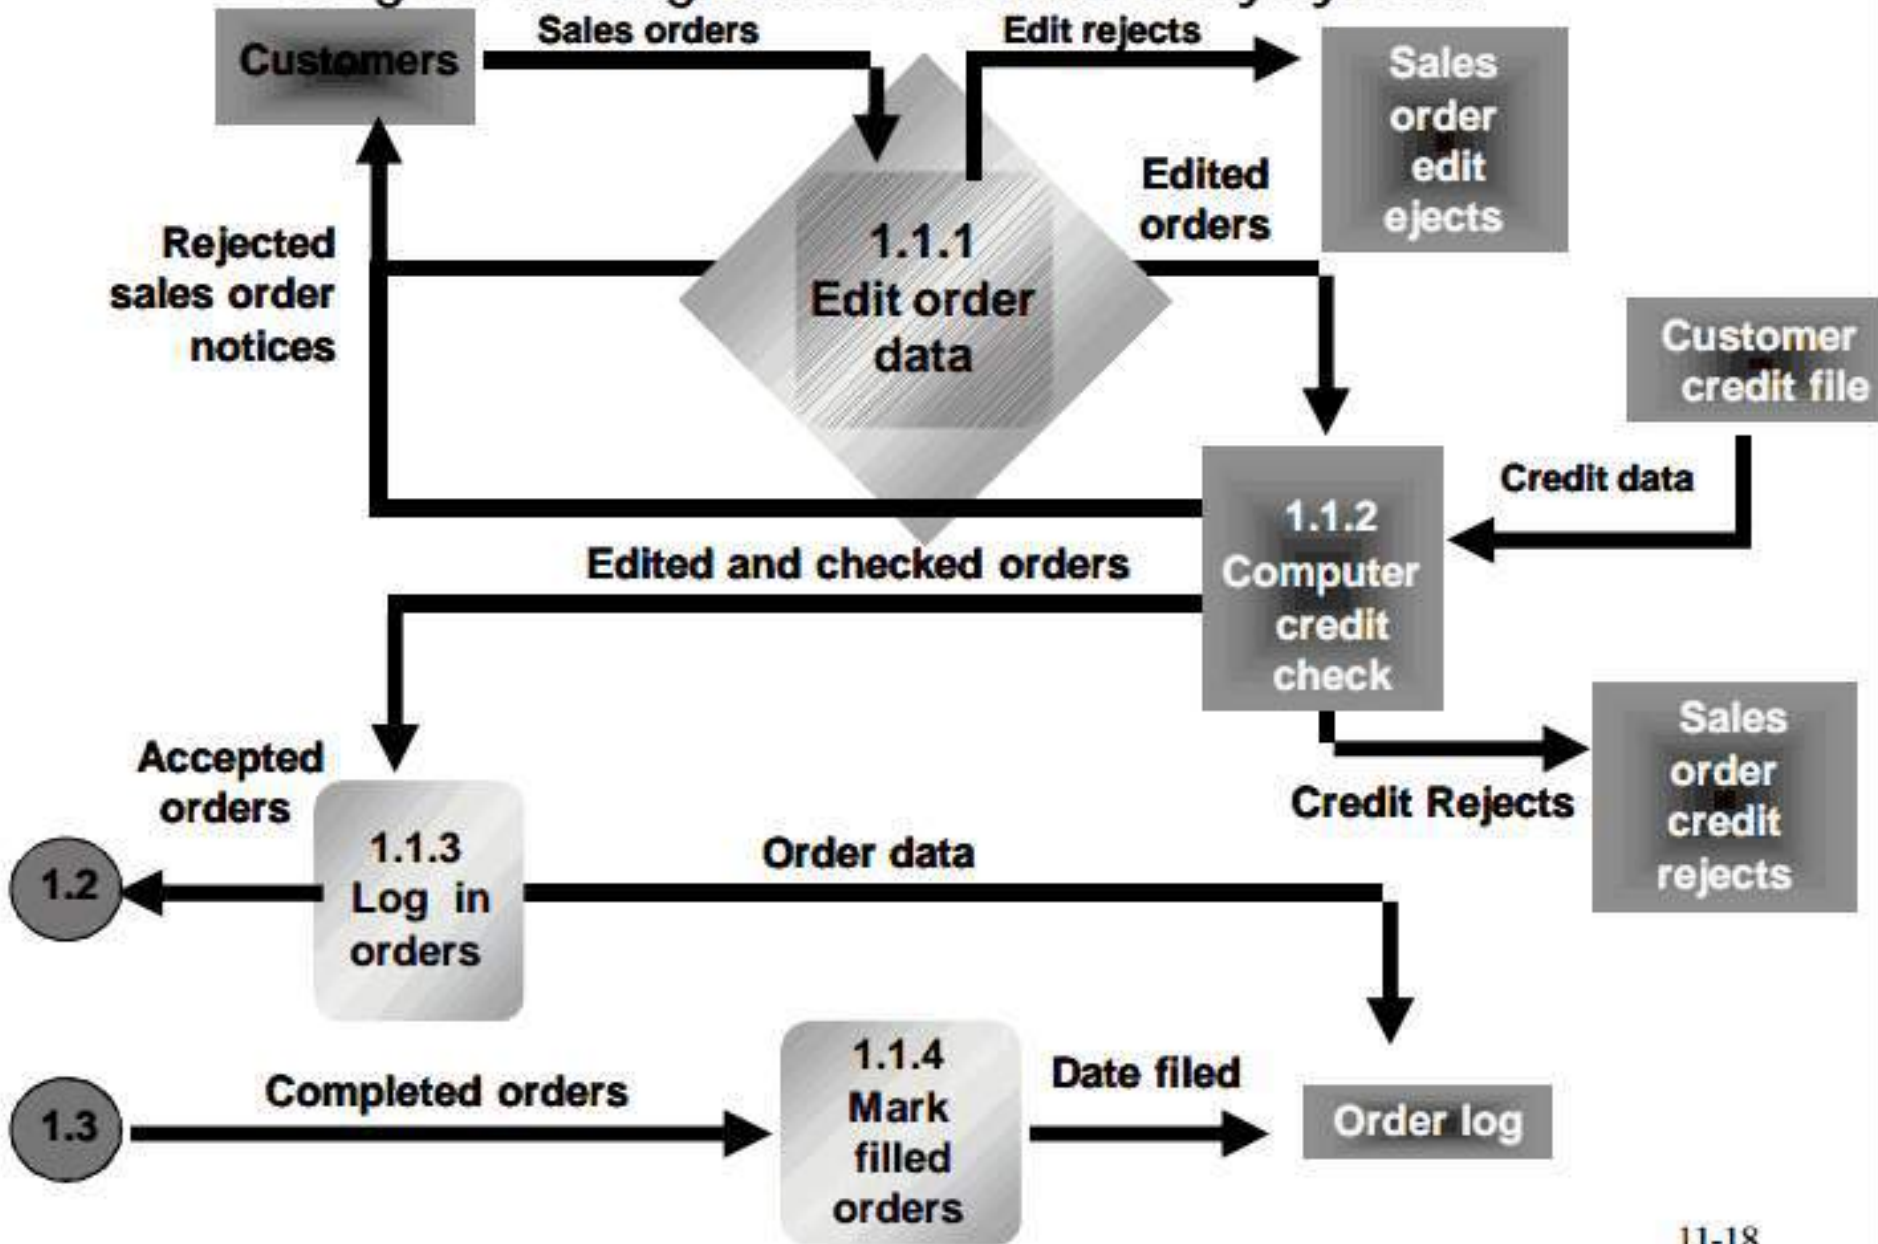 Customers
Sales orders
Edit rejects
Sales
order
edit
ejects
Edited
orders
Rejected
sales order
notices
1.1.1
Edit order
data
Customer
credit file
Credit data
1.1.2
Computer
credit
check
Edited and checked orders
Sales
order
credit
rejects
Credit Rejects
Accepted
orders
1.2
1.1.3
Log in
orders
Order data
1.3
Completed orders
1.1.4
Mark
filled
orders
Date filed
Order log
11-18